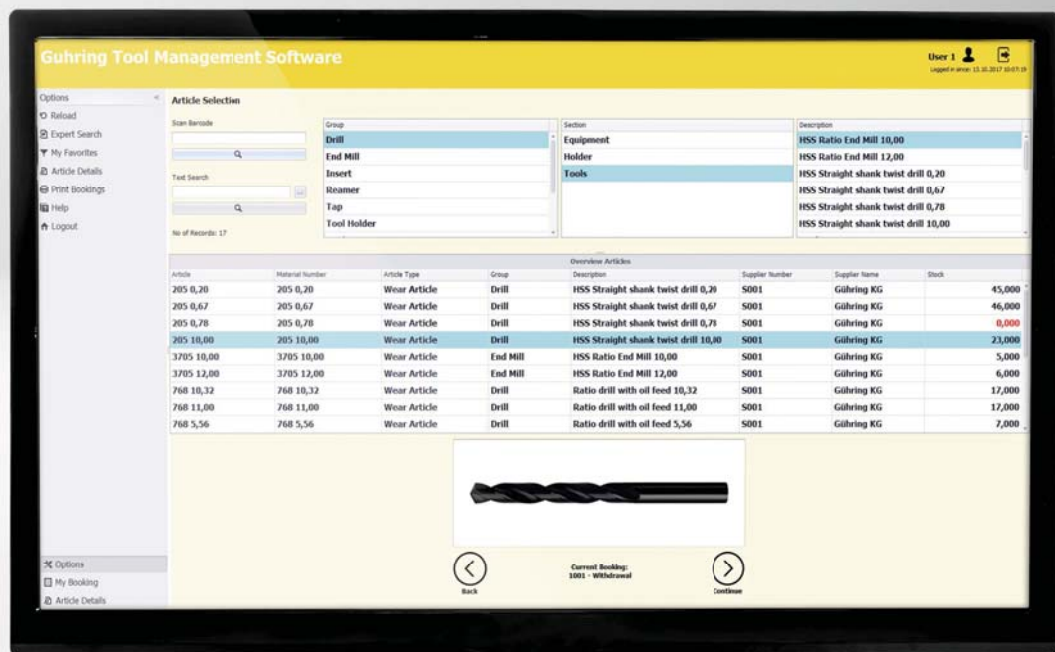 Guhring Tool Management Software
User 1
Logged in since: 13.10.2017 10:07:19
Options
Reload
Expert Search
My Favorites
Article Details
Print Bookings
Help
Logout
Article Selection
Scan Barcode
Text Search
No of Records: 17
Group
Drill
End Mill
Insert
Reamer
Tap
Tool Holder
Section
Equipment
Holder
Tools
Description
HSS Ratio End Mill 10,00
HSS Ratio End Mill 12,00
HSS Straight shank twist drill 0,20
HSS Straight shank twist drill 0,67
HSS Straight shank twist drill 0,78
HSS Straight shank twist drill 10,00
Overview Articles
Article Material Number Article Type Group Description Supplier Number Supplier Name Stock
205 0,20 205 0,20 Wear Article Drill HSS Straight shank twist drill 0,20 S001 Gühring KG 45,000
205 0,67 205 0,67 Wear Article Drill HSS Straight shank twist drill 0,67 S001 Gühring KG 46,000
205 0,78 205 0,78 Wear Article Drill HSS Straight shank twist drill 0,78 S001 Gühring KG 0,000
205 10,00 205 10,00 Wear Article Drill HSS Straight shank twist drill 10,00 S001 Gühring KG 23,000
3705 10,00 3705 10,00 Wear Article End Mill HSS Ratio End Mill 10,00 S001 Gühring KG 5,000
3705 12,00 3705 12,00 Wear Article End Mill HSS Ratio End Mill 12,00 S001 Gühring KG 6,000
768 10,32 768 10,32 Wear Article Drill Ratio drill with oil feed 10,32 S001 Gühring KG 17,000
768 11,00 768 11,00 Wear Article Drill Ratio drill with oil feed 11,00 S001 Gühring KG 17,000
768 5,56 768 5,56 Wear Article Drill Ratio drill with oil feed 5,56 S001 Gühring KG 7,000
Back
Current Booking:
1001 - Withdrawal
Continue
Options
My Booking
Article Details